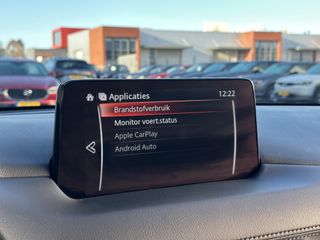 Applicaties 12:22
Brandstofverbruik
Monitor voert.status
Apple CarPlay
Android Auto